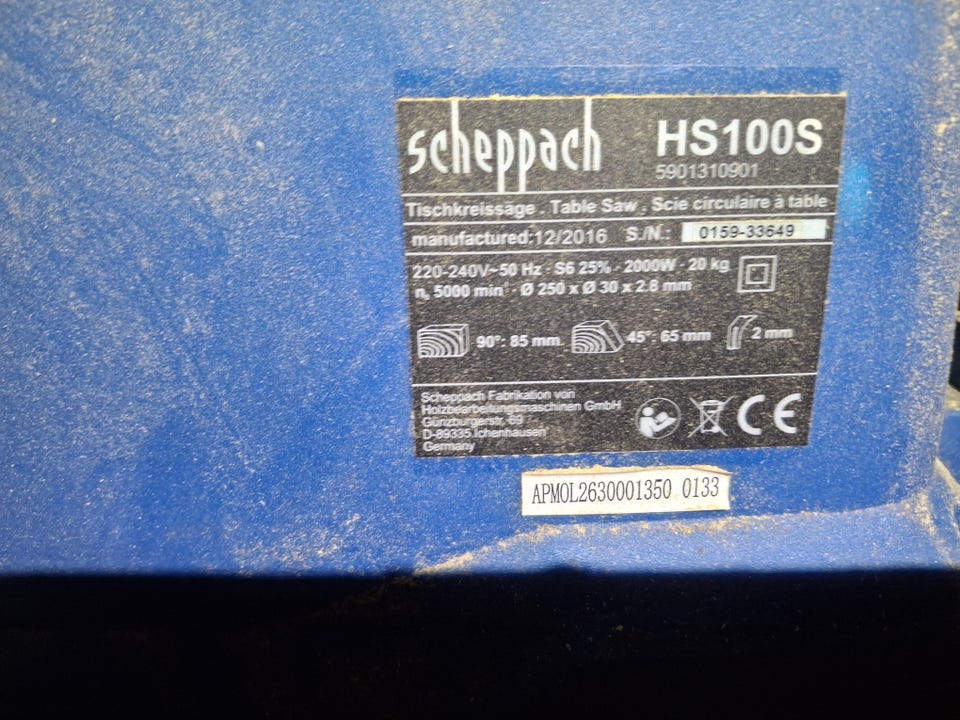 scheppach HS100S
5901310901
Tischkreissäge . Table Saw . Scie circulaire à table
manufactured:12/2016 S./N.: 0159-33649
220-240V~50 Hz · S6 25% · 2000W · 20 kg
n₀ 5000 min⁻¹ · Ø 250 x Ø 30 x 2.8 mm
90°: 85 mm. 45°: 65 mm 2 mm
Scheppach Fabrikation von
Holzbearbeitungsmaschinen GmbH
Günzburgerstr. 69
D-89335 Ichenhausen
Germany
CE
APMOL2630001350 0133